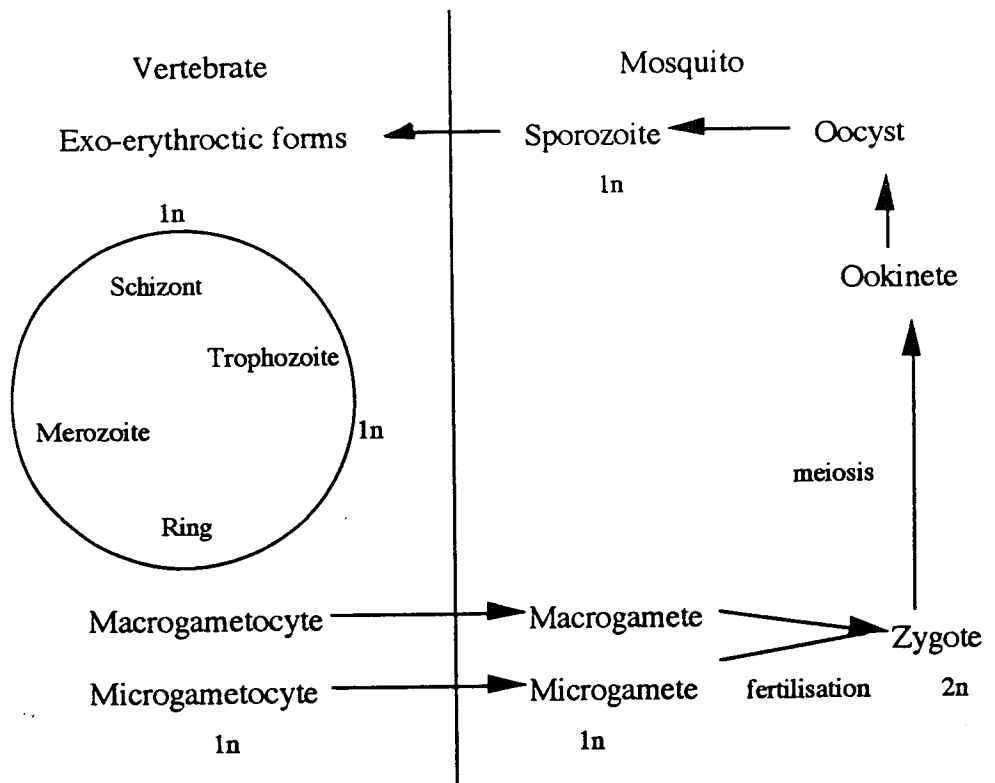 Vertebrate
Mosquito
Exo-erythroctic forms
Sporozoite
Oocyst
1n
1n
Schizont
Ookinete
Trophozoite
Merozoite
1n
meiosis
Ring
Macrogametocyte
Macrogamete
Zygote
Microgametocyte
Microgamete
fertilisation
2n
1n
1n